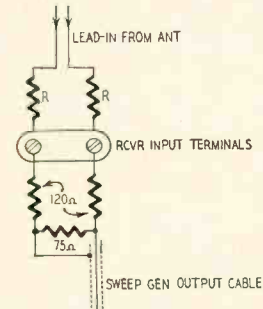 LEAD-IN FROM ANT
R R
RCVR INPUT TERMINALS
120Ω
75Ω
SWEEP GEN OUTPUT CABLE